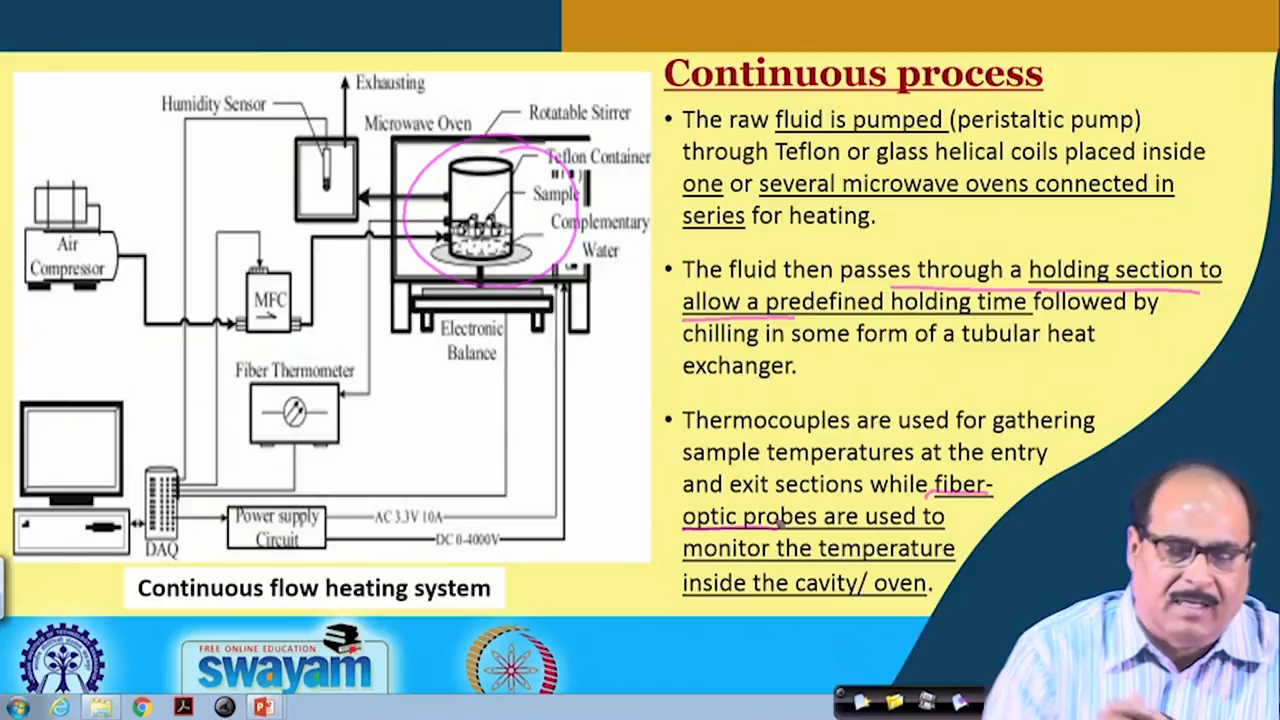 Continuous process
• The raw fluid is pumped (peristaltic pump)
through Teflon or glass helical coils placed inside
one or several microwave ovens connected in
series for heating.
• The fluid then passes through a holding section to
allow a predefined holding time followed by
chilling in some form of a tubular heat
exchanger.
• Thermocouples are used for gathering
sample temperatures at the entry
and exit sections while fiber-
optic probes are used to
monitor the temperature
inside the cavity/ oven.
Exhausting
Humidity Sensor
Microwave Oven
Rotatable Stirrer
Teflon Container
Sample
Complementary
Water
Air
Compressor
MFC
Electronic
Balance
Fiber Thermometer
DAQ
Power supply
Circuit
AC 3.3V 10A
DC 0-4000V
Continuous flow heating system
FREE ONLINE EDUCATION
swayam